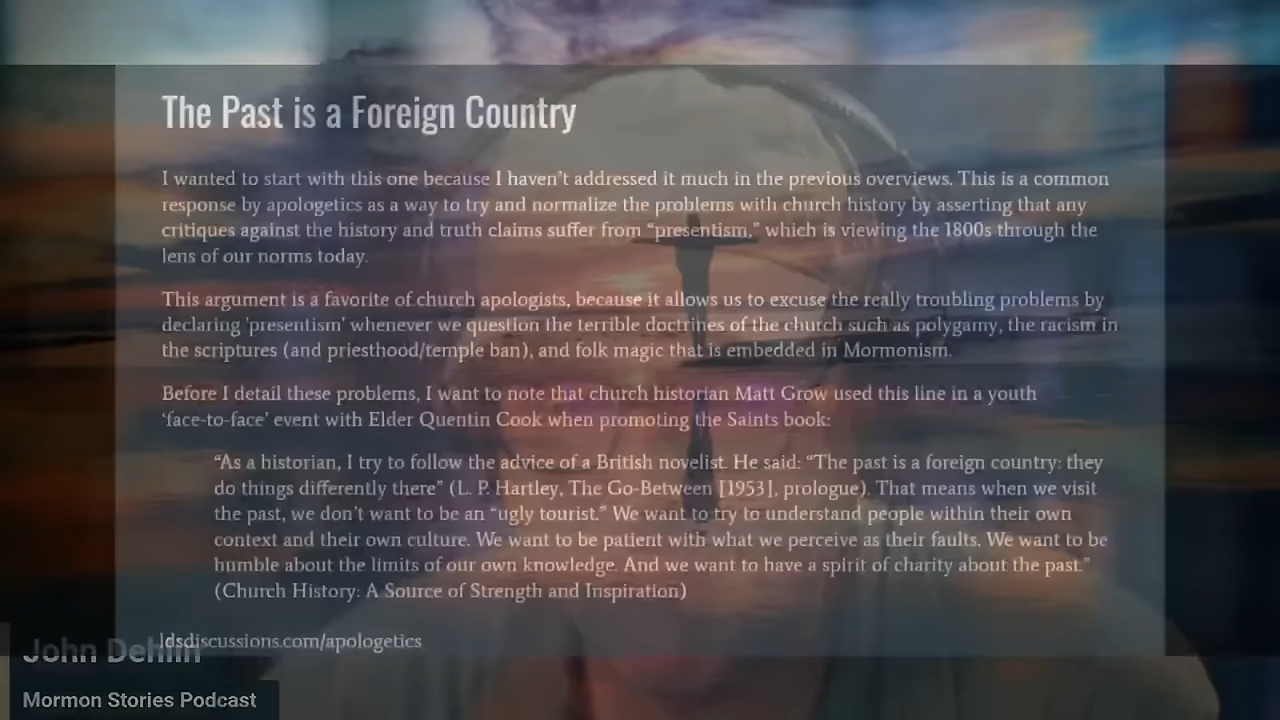 The Past is a Foreign Country
I wanted to start with this one because I haven't addressed it much in the previous overviews. This is a common
response by apologetics as a way to try and normalize the problems with church history by asserting that any
critiques against the history and truth claims suffer from “presentism,” which is viewing the 1800s through the
lens of our norms today.
This argument is a favorite of church apologists, because it allows us to excuse the really troubling problems by
declaring 'presentism' whenever we question the terrible doctrines of the church such as polygamy, the racism in
the scriptures (and priesthood/temple ban), and folk magic that is embedded in Mormonism.
Before I detail these problems, I want to note that church historian Matt Grow used this line in a youth
‘face-to-face’ event with Elder Quentin Cook when promoting the Saints book:
“As a historian, I try to follow the advice of a British novelist. He said: “The past is a foreign country: they
do things differently there” (L. P. Hartley, The Go-Between [1953], prologue). That means when we visit
the past, we don't want to be an “ugly tourist.” We want to try to understand people within their own
context and their own culture. We want to be patient with what we perceive as their faults. We want to be
humble about the limits of our own knowledge. And we want to have a spirit of charity about the past.”
(Church History: A Source of Strength and Inspiration)
ldsdiscussions.com/apologetics
John Dehlin
Mormon Stories Podcast